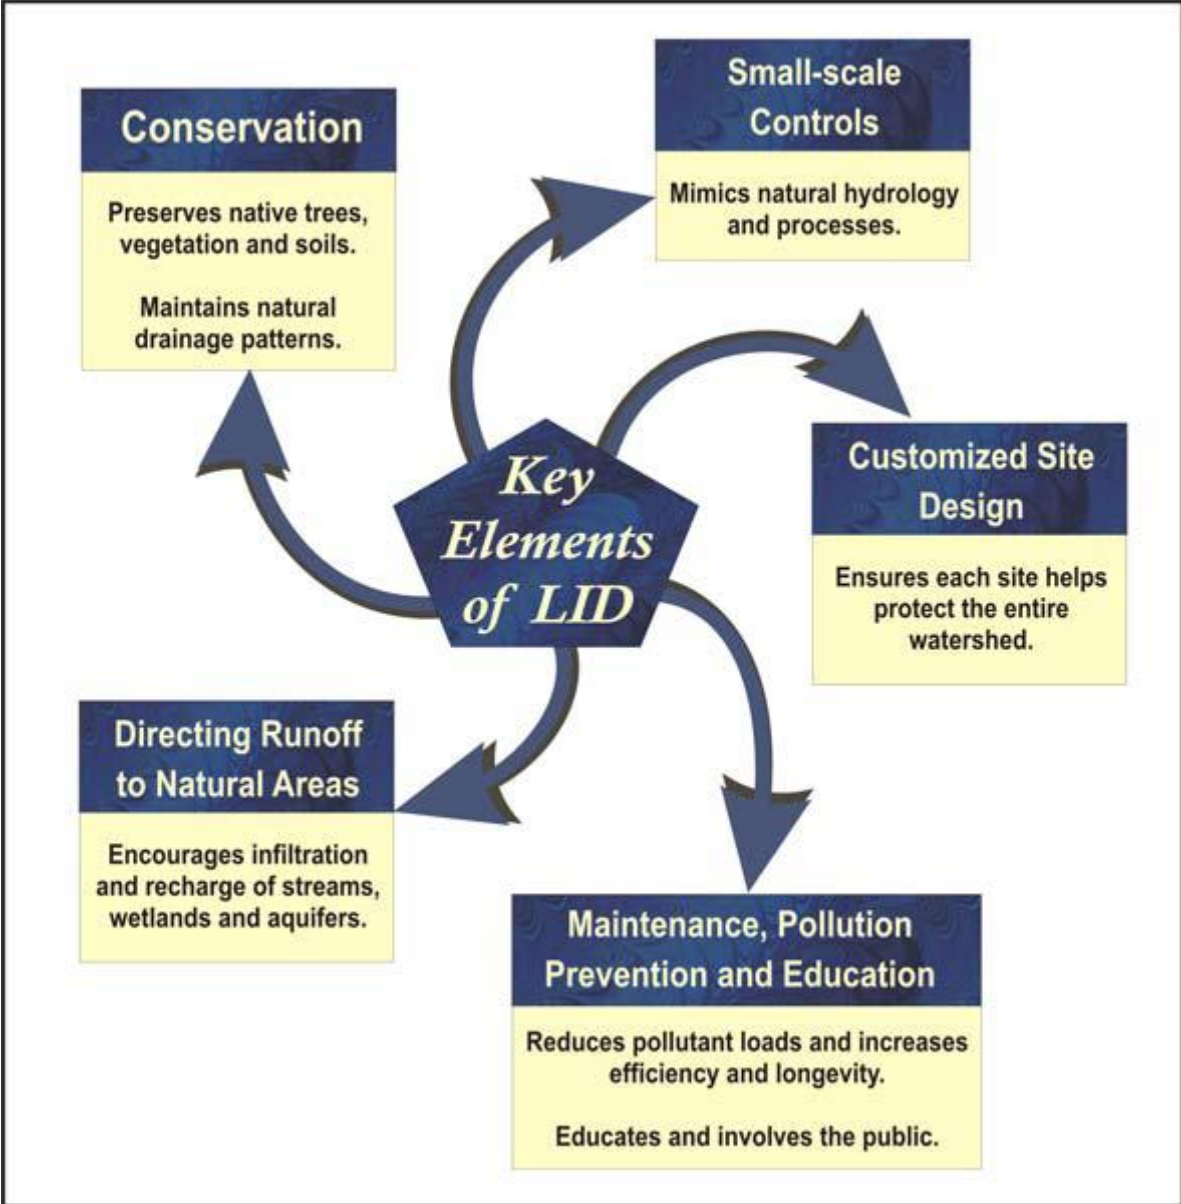 Conservation
Preserves native trees,
vegetation and soils.
Maintains natural
drainage patterns.
Small-scale
Controls
Mimics natural hydrology
and processes.
Customized Site
Design
Ensures each site helps
protect the entire
watershed.
Key
Elements
of LID
Directing Runoff
to Natural Areas
Encourages infiltration
and recharge of streams,
wetlands and aquifers.
Maintenance, Pollution
Prevention and Education
Reduces pollutant loads and increases
efficiency and longevity.
Educates and involves the public.